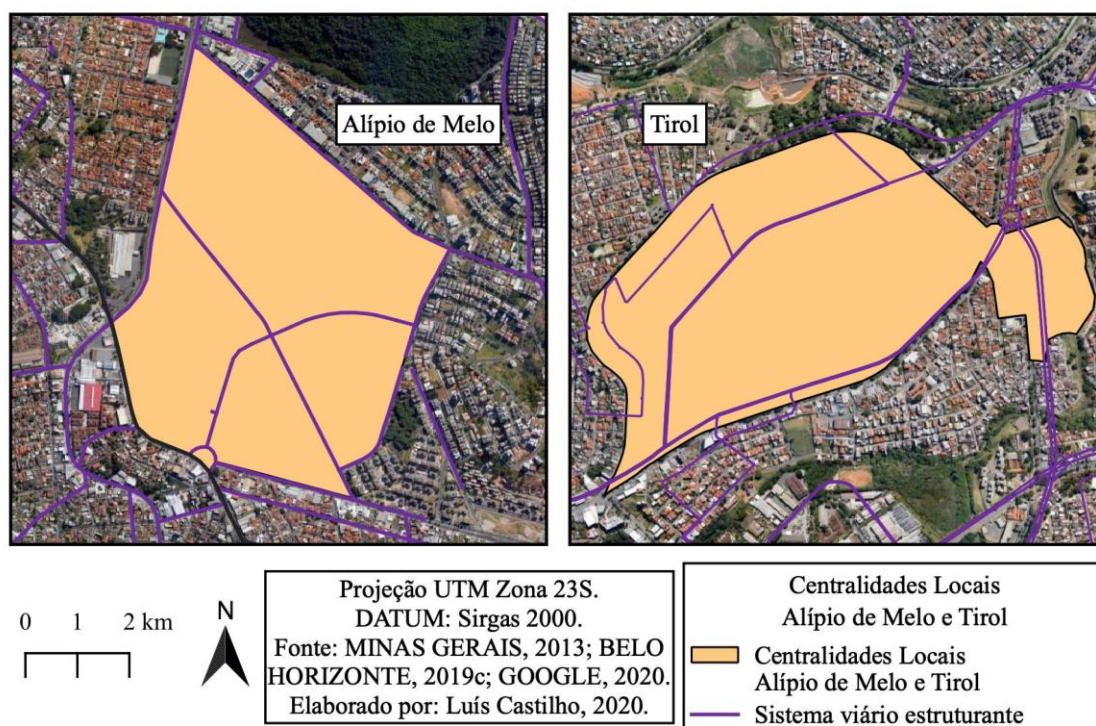 Alípio de Melo
Tirol
0 1 2 km
N
Projeção UTM Zona 23S.
DATUM: Sirgas 2000.
Fonte: MINAS GERAIS, 2013; BELO
HORIZONTE, 2019c; GOOGLE, 2020.
Elaborado por: Luís Castilho, 2020.
Centralidades Locais
Alípio de Melo e Tirol
Centralidades Locais
Alípio de Melo e Tirol
Sistema viário estruturante